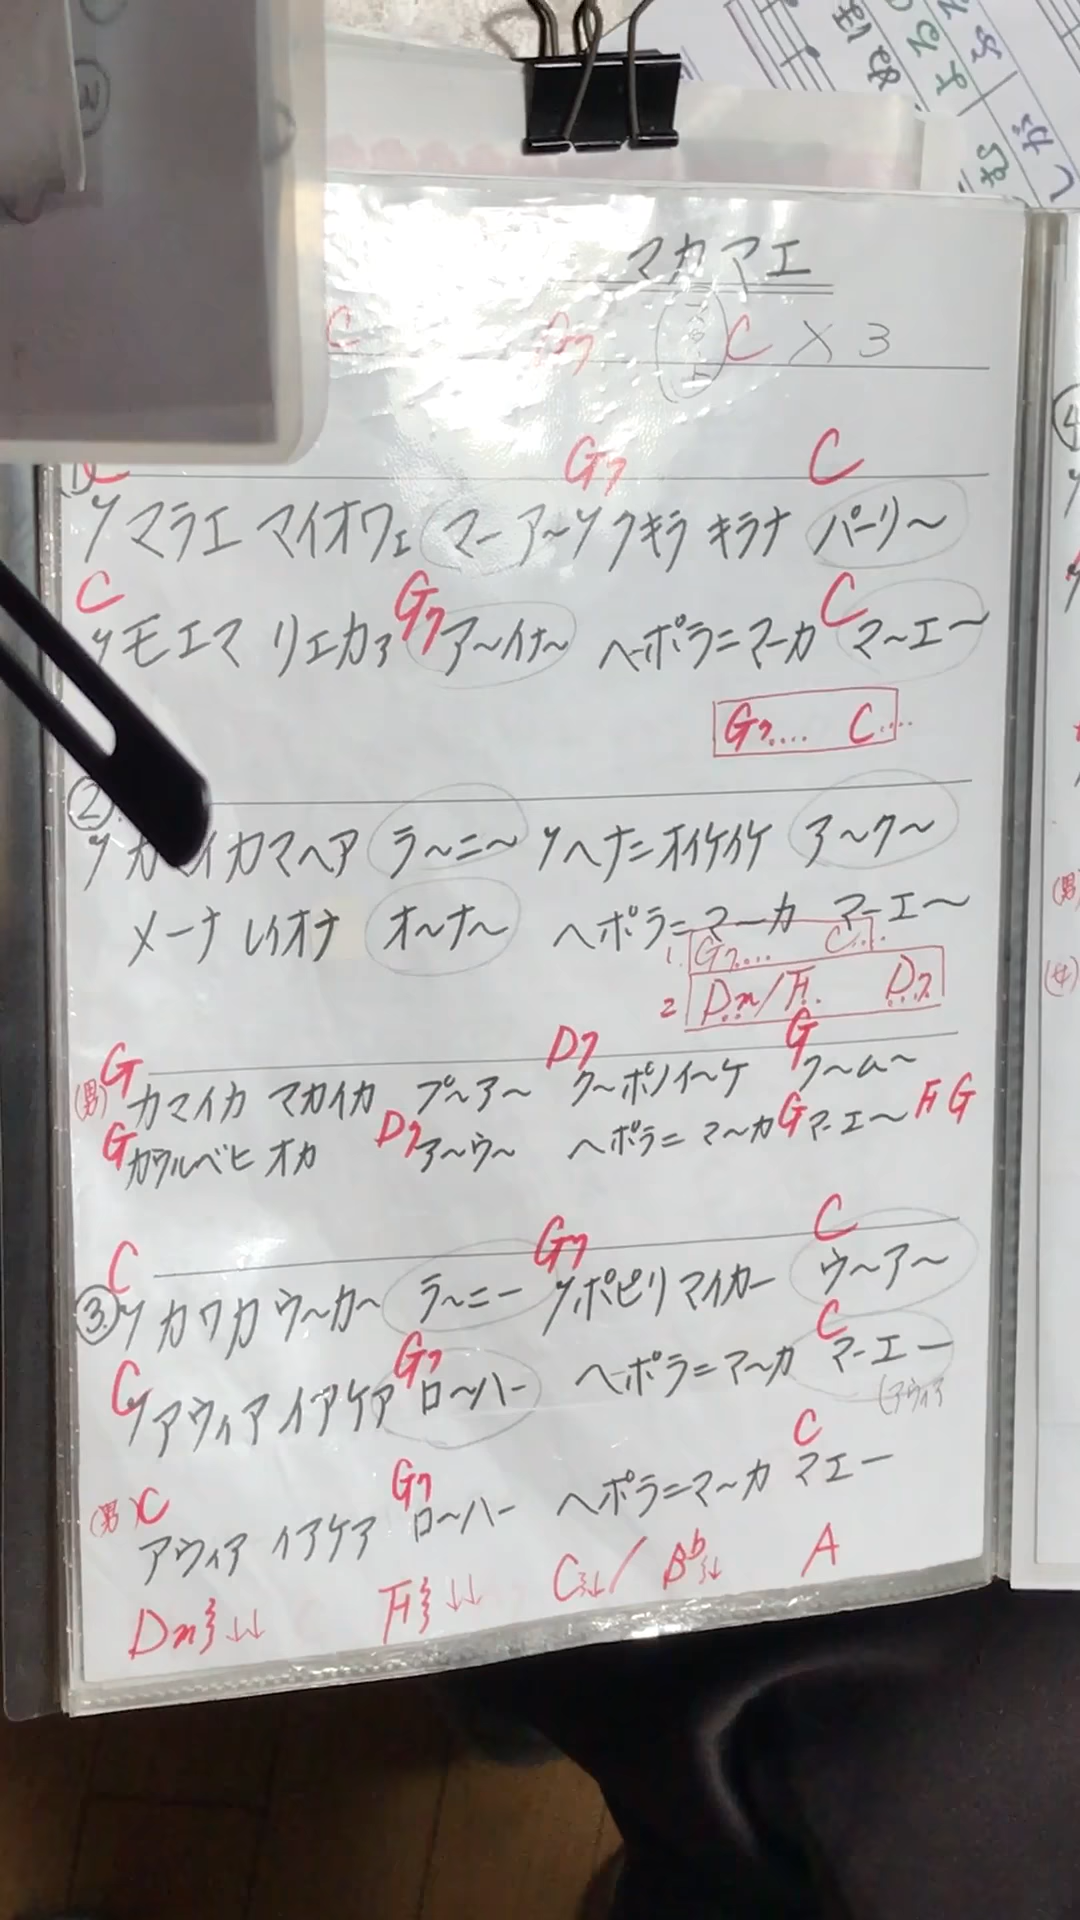 マカアエ
C G7 C × 3
G7 C
① ソ マラエ マイオワェ マーア〜ソ クキラ キラナ パーリ〜
C G7 C
ソ モエマ リエカァ ア〜イナ〜 ヘーポラニマーカ マ〜エ〜
G7.... C....
②
ソ カマイカマヘア ラ〜ニ〜 ソヘナニオイケイケ ア〜ク〜
メーナ レイオナ オ〜ナ〜 ヘポラニマーカ マーエ〜
1. G7.... C....
2 Dm/F. D7
G D7 G
(男) カマイカ マカイカ プ〜ア〜 ク〜ポノイ〜ケ ク〜ム〜
G D7 G F G
カウルベヒ オカ ア〜ウ〜 ヘポラニ マ〜カ マーエ〜
C G7 C
③ ソ カワカ ウ〜カ〜 ラ〜ニー ソポピリ マイカー ウ〜ア〜
C G7 C
ソアウィア イアケア ロ〜ハー ヘポラニマ〜カ マーエー
(アウィア
(男) C G7 C
アウィア イアケア ロ〜ハー ヘポラニマ〜カ マエー
Dm↓↓ F↓↓ C↓/ B♭↓ A
④
(男)
(女)